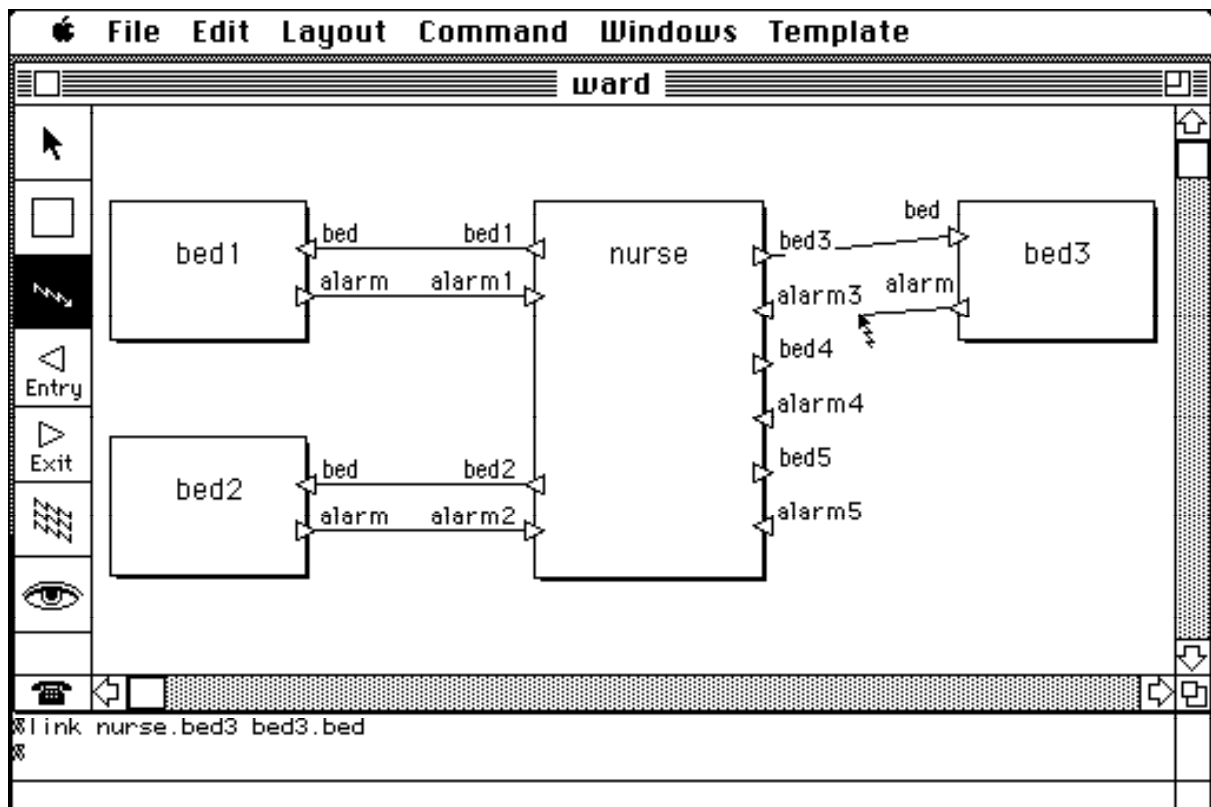 File Edit Layout Command Windows Template
ward
Entry
Exit
bed1
bed
alarm
bed1
alarm1
nurse
bed3
alarm3
bed4
alarm4
bed5
alarm5
bed
alarm
bed3
bed2
bed
alarm
bed2
alarm2
%link nurse.bed3 bed3.bed
%